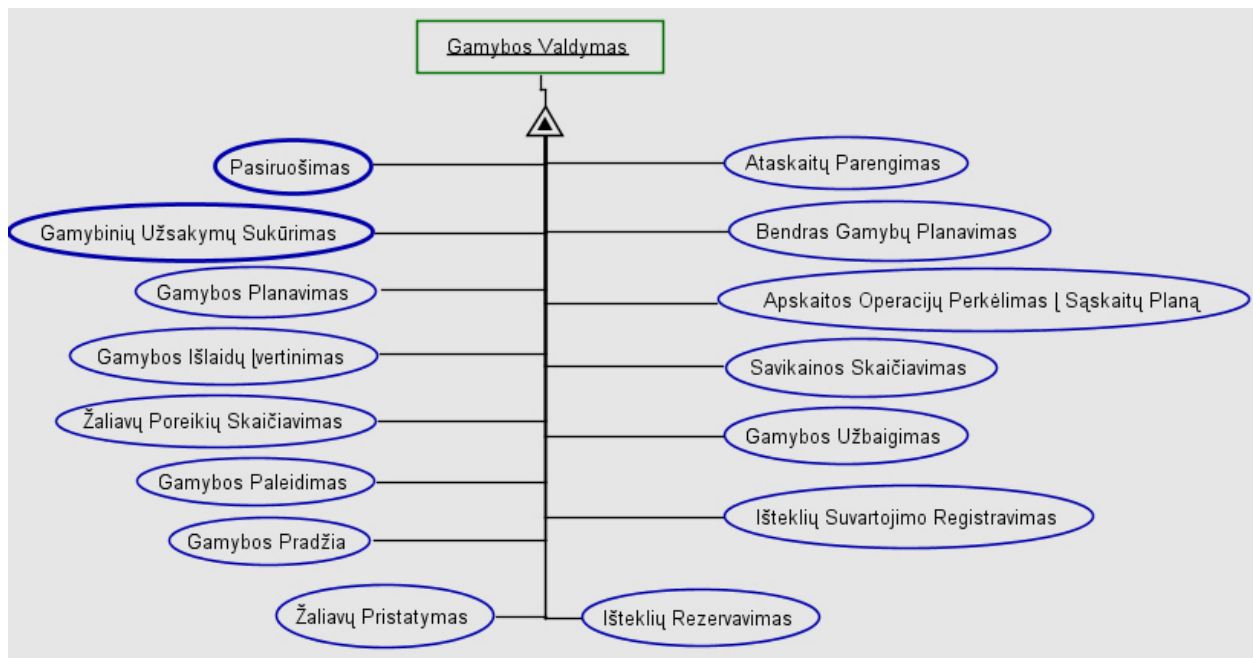 Gamybos Valdymas
Pasiruošimas
Ataskaitų Parengimas
Gamybinių Užsakymų Sukūrimas
Bendras Gamybų Planavimas
Gamybos Planavimas
Apskaitos Operacijų Perkėlimas Į Sąskaitų Planą
Gamybos Išlaidų Įvertinimas
Savikainos Skaičiavimas
Žaliavų Poreikių Skaičiavimas
Gamybos Užbaigimas
Gamybos Paleidimas
Išteklių Suvartojimo Registravimas
Gamybos Pradžia
Žaliavų Pristatymas
Išteklių Rezervavimas